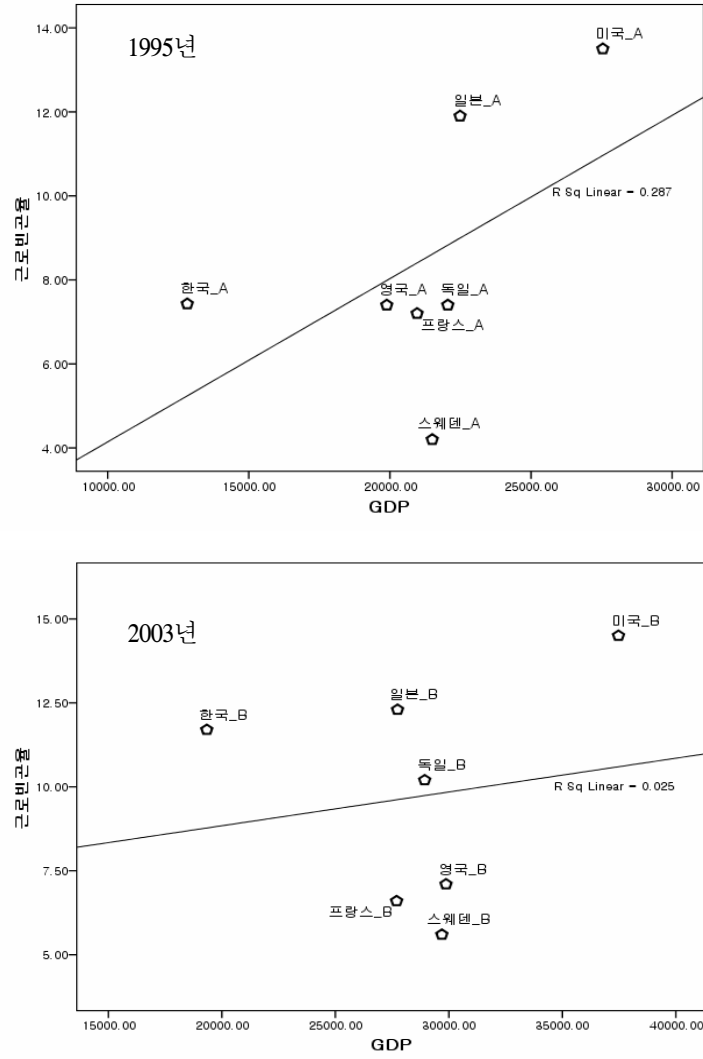 14.00
1995년
미국_A
일본_A
12.00
R Sq Linear = 0.287
10.00
근로빈곤율
한국_A
영국_A
독일_A
8.00
프랑스_A
6.00
스웨덴_A
4.00
10000.00 15000.00 20000.00 25000.00 30000.00
GDP
15.00
2003년
미국_B
일본_B
12.50
한국_B
독일_B
10.00
R Sq Linear = 0.025
근로빈곤율
7.50
영국_B
프랑스_B
스웨덴_B
5.00
15000.00 20000.00 25000.00 30000.00 35000.00 40000.00
GDP